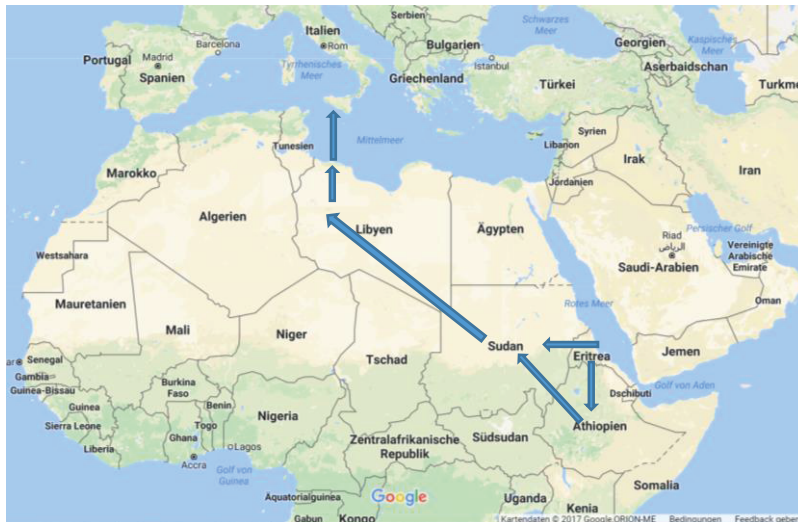 Italien
Rom
Serbien
Schwarzes
Meer
Georgien
Kaspisches
Meer
Barcelona
Bulgarien
Aserbaidschan
Portugal
Madrid
Spanien
Tyrrhenisches
Meer
Istanbul
Griechenland
Türkei
Turkme
Mittelmeer
Tunesien
Syrien
Libanon
Irak
Iran
Marokko
Jordanien
Algerien
Libyen
Ägypten
Persischer Golf
Riad
الرياض
Saudi-Arabien
Vereinigte
Arabische
Emirate
Westsahara
Mauretanien
Rotes Meer
Oman
Mali
Niger
Tschad
Sudan
Eritrea
Jemen
ar
Senegal
Gambia
Guinea-Bissau
Burkina
Faso
Dschibuti
Golf von Aden
Guinea
Benin
Togo
Nigeria
Äthiopien
Sierra Leone
Ghana
Lagos
Zentralafrikanische
Republik
Südsudan
Liberia
Accra
Golf von
Guinea
Somalia
Äquatorialguinea
Google
Uganda
Kenia
Gabun
Kongo
Kartendaten © 2017 Google, ORION-ME
Bedingungen
Feedback geben